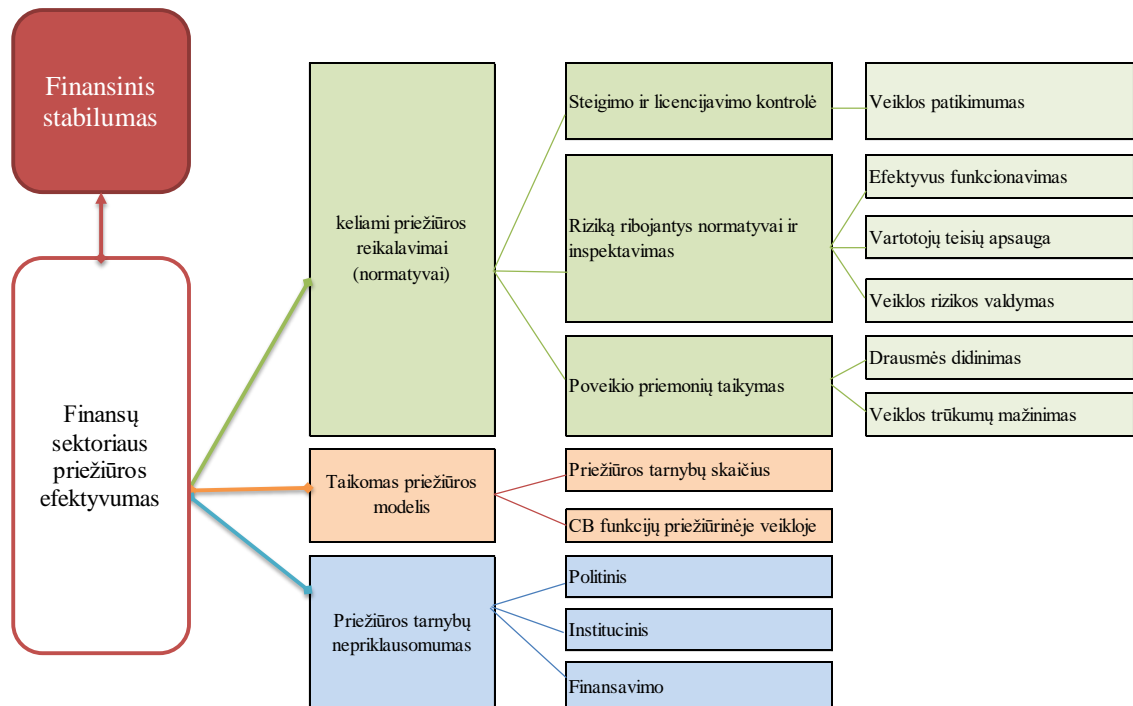 Finansinis
stabilumas
Finansų
sektoriaus
priežiūros
efektyvumas
keliami priežiūros
reikalavimai
(normatyvai)
Steigimo ir licencijavimo kontrolė
Veiklos patikimumas
Riziką ribojantys normatyvai ir
inspektavimas
Efektyvus funkcionavimas
Vartotojų teisių apsauga
Veiklos rizikos valdymas
Poveikio priemonių taikymas
Drausmės didinimas
Veiklos trūkumų mažinimas
Taikomas priežiūros
modelis
Priežiūros tarnybų skaičius
CB funkcijų priežiūrinėje veikloje
Priežiūros tarnybų
nepriklausomumas
Politinis
Institucinis
Finansavimo